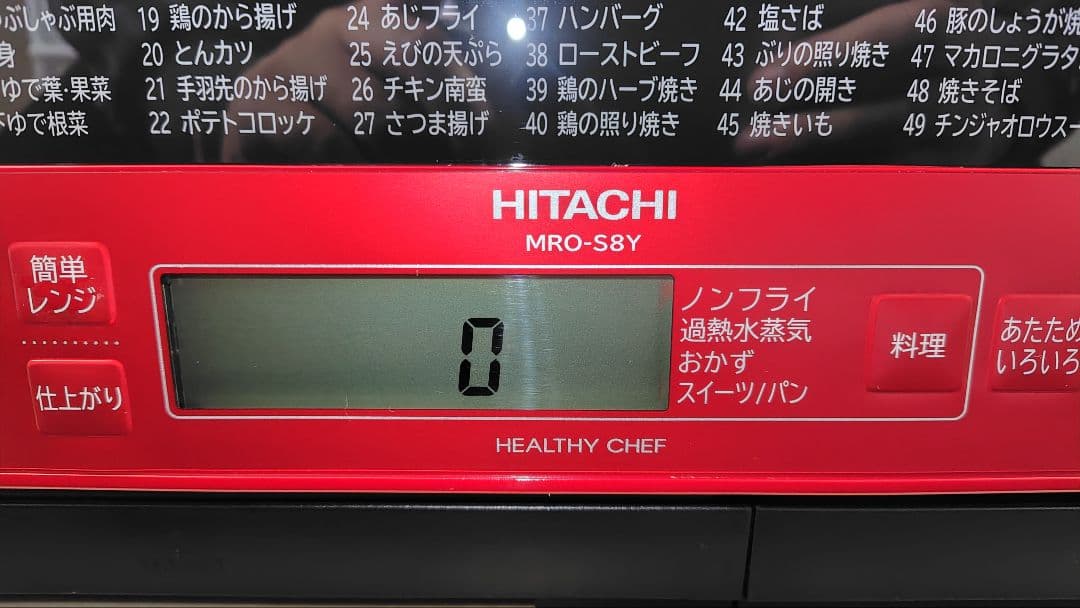 ぶしゃぶ用肉 19 鶏のから揚げ 24 あじフライ 37 ハンバーグ 42 塩さば 46 豚のしょうが焼
身 20 とんカツ 25 えびの天ぷら 38 ローストビーフ 43 ぶりの照り焼き 47 マカロニグラタ
ゆで葉・果菜 21 手羽先のから揚げ 26 チキン南蛮 39 鶏のハーブ焼き 44 あじの開き 48 焼きそば
ゆで根菜 22 ポテトコロッケ 27 さつま揚げ 40 鶏の照り焼き 45 焼きいも 49 チンジャオロウスー
HITACHI
MRO-S8Y
簡単
レンジ
仕上がり
0
ノンフライ
過熱水蒸気
おかず
スイーツ/パン
料理
あたため
いろいろ
HEALTHY CHEF